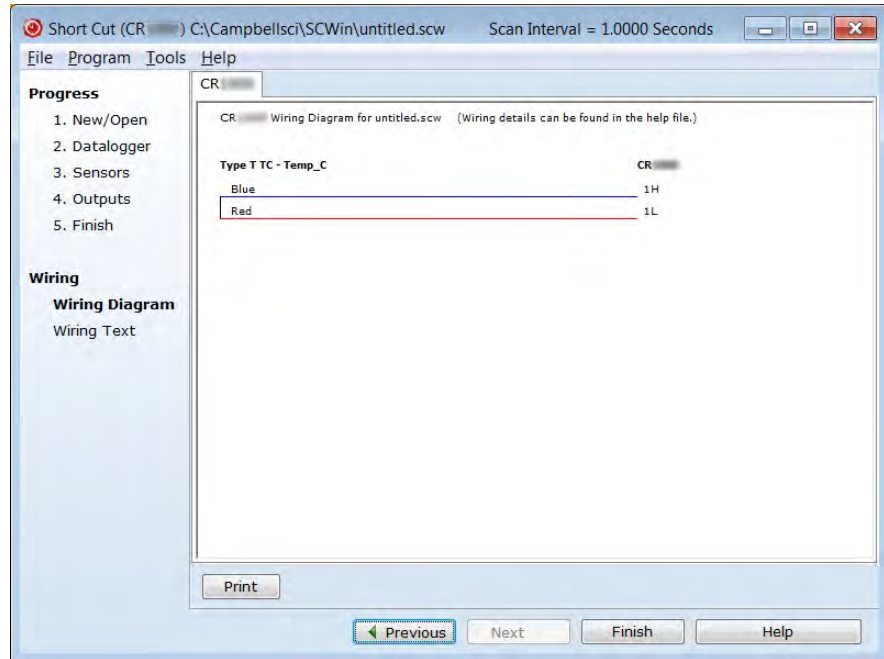 Short Cut (CR ) C:\Campbellsci\SCWin\untitled.scw Scan Interval = 1.0000 Seconds
File Program Tools Help
Progress
1. New/Open
2. Datalogger
3. Sensors
4. Outputs
5. Finish
Wiring
Wiring Diagram
Wiring Text
CR
CR Wiring Diagram for untitled.scw (Wiring details can be found in the help file.)
Type T TC - Temp_C CR
Blue 1H
Red 1L
Print
Previous Next Finish Help